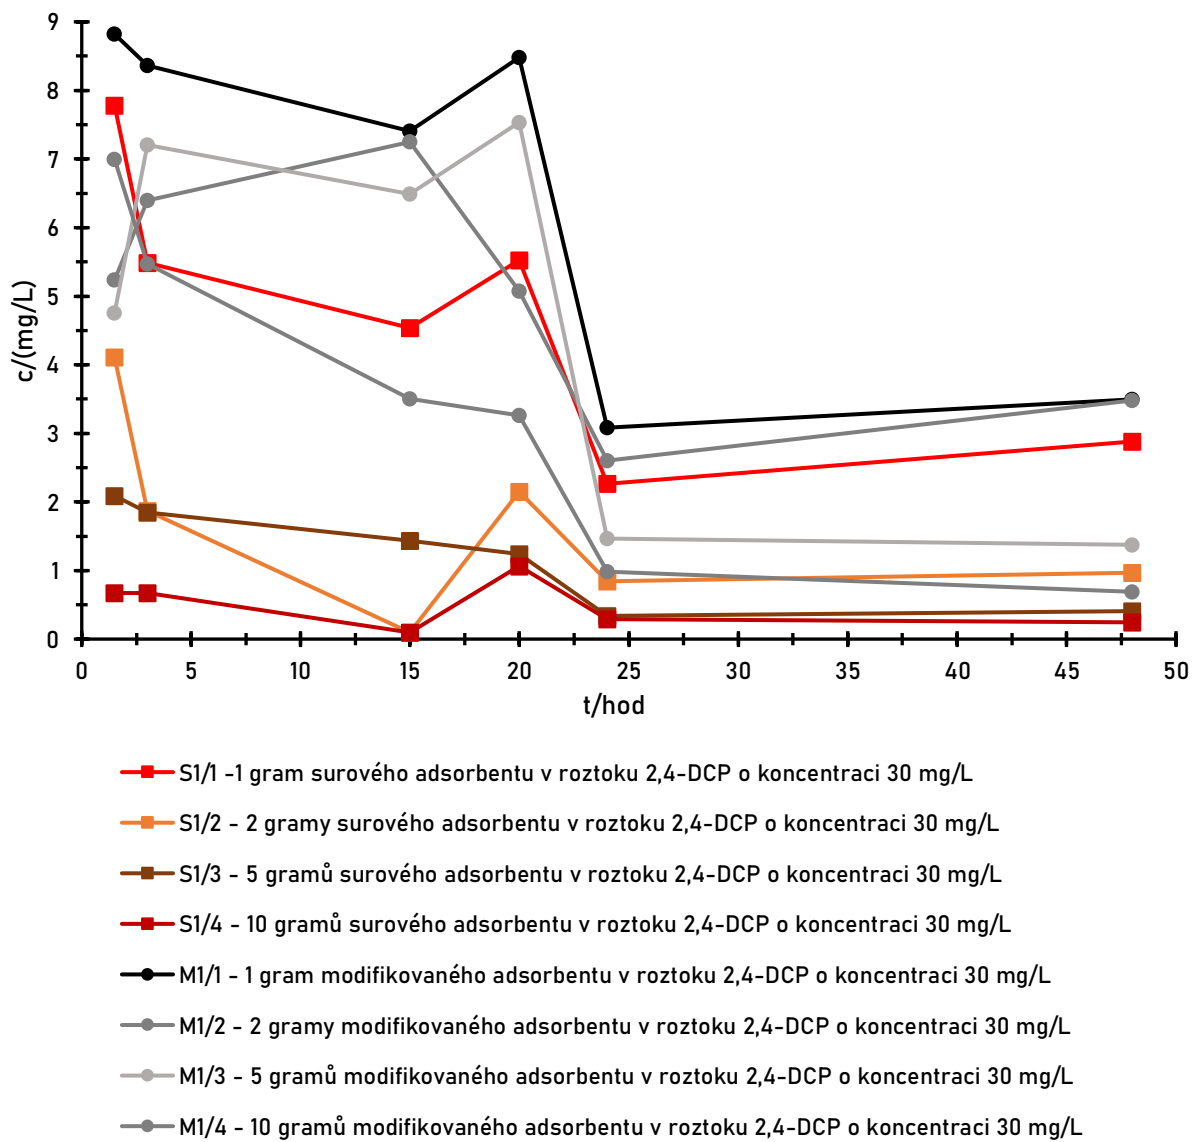 9
8
7
6
5
4
3
2
1
0
c/(mg/L)
0 5 10 15 20 25 30 35 40 45 50
t/hod
S1/1 -1 gram surového adsorbentu v roztoku 2,4-DCP o koncentraci 30 mg/L
S1/2 - 2 gramy surového adsorbentu v roztoku 2,4-DCP o koncentraci 30 mg/L
S1/3 - 5 gramů surového adsorbentu v roztoku 2,4-DCP o koncentraci 30 mg/L
S1/4 - 10 gramů surového adsorbentu v roztoku 2,4-DCP o koncentraci 30 mg/L
M1/1 - 1 gram modifikovaného adsorbentu v roztoku 2,4-DCP o koncentraci 30 mg/L
M1/2 - 2 gramy modifikovaného adsorbentu v roztoku 2,4-DCP o koncentraci 30 mg/L
M1/3 - 5 gramů modifikovaného adsorbentu v roztoku 2,4-DCP o koncentraci 30 mg/L
M1/4 - 10 gramů modifikovaného adsorbentu v roztoku 2,4-DCP o koncentraci 30 mg/L